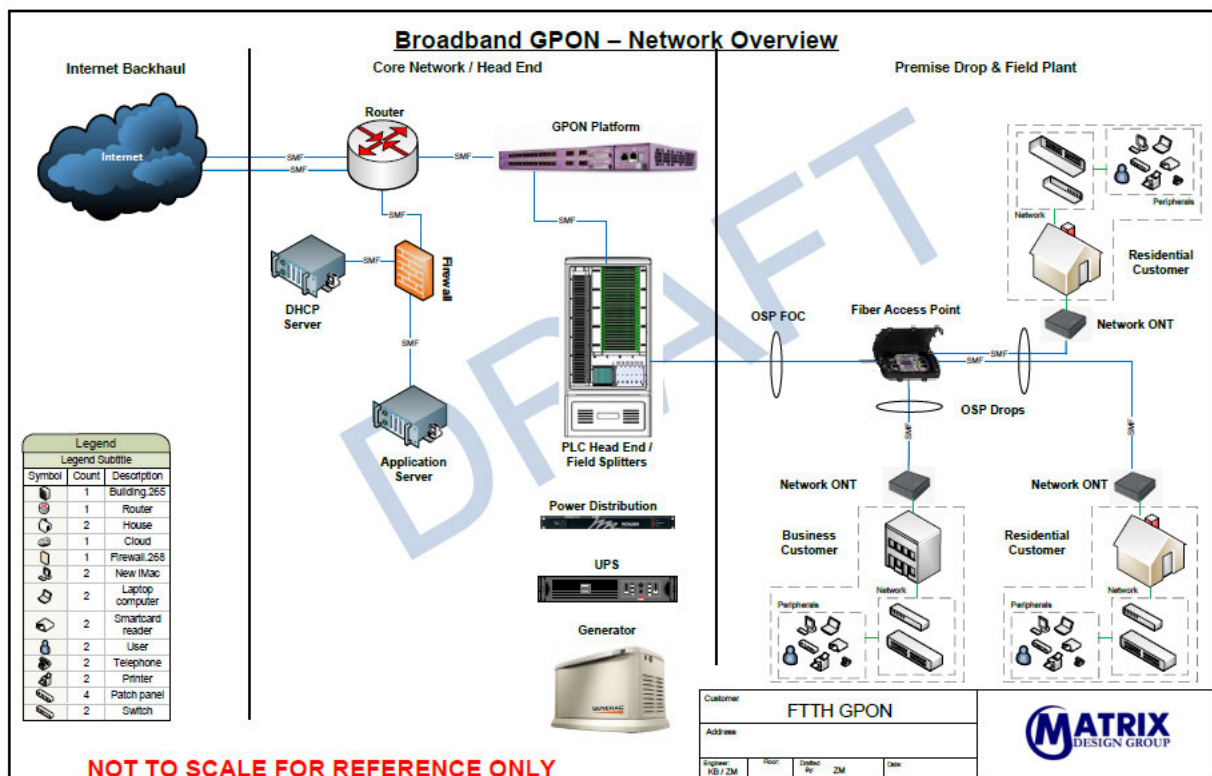 Broadband GPON – Network Overview
Internet Backhaul
Core Network / Head End
Premise Drop & Field Plant
Internet
SMF
SMF
Router
SMF
GPON Platform
SMF
SMF
DHCP
Server
SMF
Firewall
SMF
Application
Server
PLC Head End /
Field Splitters
Power Distribution
UPS
Generator
GENERAC
OSP FOC
Fiber Access Point
SMF
SMF
OSP Drops
SMF
SMF
Network
Peripherals
Residential
Customer
Network ONT
Network ONT
Business
Customer
Network
Peripherals
Network ONT
Residential
Customer
Network
Peripherals
DRAFT
Legend
Legend Subtitle
Symbol Count Description
1 Building.265
1 Router
2 House
1 Cloud
1 Firewall.268
2 New iMac
2 Laptop computer
2 Smartcard reader
2 User
2 Telephone
2 Printer
4 Patch panel
2 Switch
NOT TO SCALE FOR REFERENCE ONLY
Customer
FTTH GPON
Address
Engineer:
KB / ZM
Floor:
Drafted By: ZM
Date:
MATRIX
DESIGN GROUP